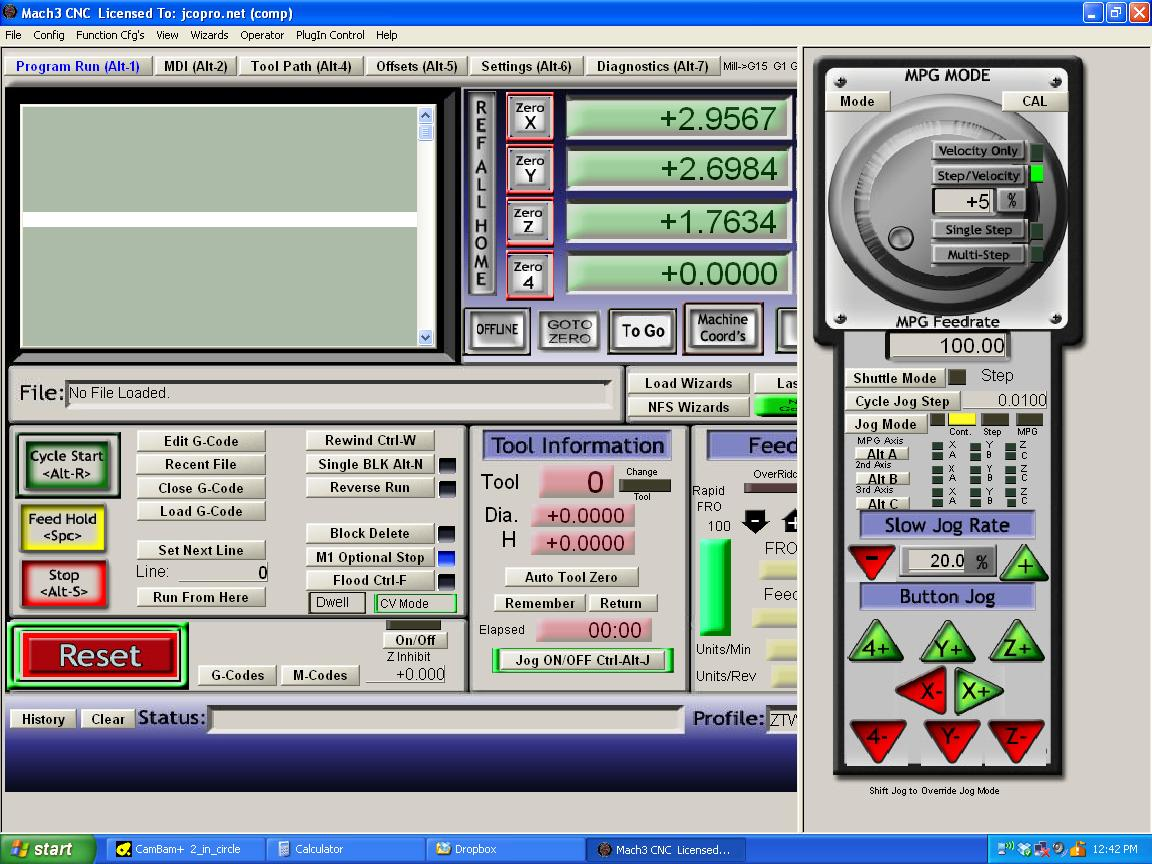 Mach3 CNC Licensed To: jcopro.net (comp)
File Config Function Cfg's View Wizards Operator PlugIn Control Help
Program Run (Alt-1) MDI (Alt-2) Tool Path (Alt-4) Offsets (Alt-5) Settings (Alt-6) Diagnostics (Alt-7) Mill->G15 G1 G
REF ALL HOME
Zero X +2.9567
Zero Y +2.6984
Zero Z +1.7634
Zero 4 +0.0000
OFFLINE GOTO ZERO To Go Machine Coord's
File: No File Loaded.
Load Wizards Las
NFS Wizards
Cycle Start <Alt-R>
Feed Hold <Spc>
Stop <Alt-S>
Edit G-Code
Recent File
Close G-Code
Load G-Code
Set Next Line
Line: 0
Run From Here
Rewind Ctrl-W
Single BLK Alt-N
Reverse Run
Block Delete
M1 Optional Stop
Flood Ctrl-F
Dwell CV Mode
Reset
G-Codes M-Codes
On/Off
Z Inhibit
+0.000
Tool Information
Tool 0 Change Tool
Dia. +0.0000
H +0.0000
Auto Tool Zero
Remember Return
Elapsed 00:00
Jog ON/OFF Ctrl-Alt-J
Feed
OverRidd
Rapid
FRO
100
FRO
Feed
Units/Min
Units/Rev
History Clear Status: Profile:
MPG MODE
Mode CAL
Velocity Only
Step/Velocity
+5 %
Single Step
Multi-Step
MPG Feedrate
100.00
Shuttle Mode Step
Cycle Jog Step 0.0100
Jog Mode Cont. Step MPG
MPG Axis X Y Z
Alt A A B C
2nd Axis X Y Z
Alt B A B C
3rd Axis X Y Z
Alt C A B C
Slow Jog Rate
- 20.0 % +
Button Jog
4+ Y+ Z+
X- X+
4- Y- Z-
Shift Jog to Override Jog Mode
start CamBam+ 2_in_circle Calculator Dropbox Mach3 CNC Licensed... 12:42 PM